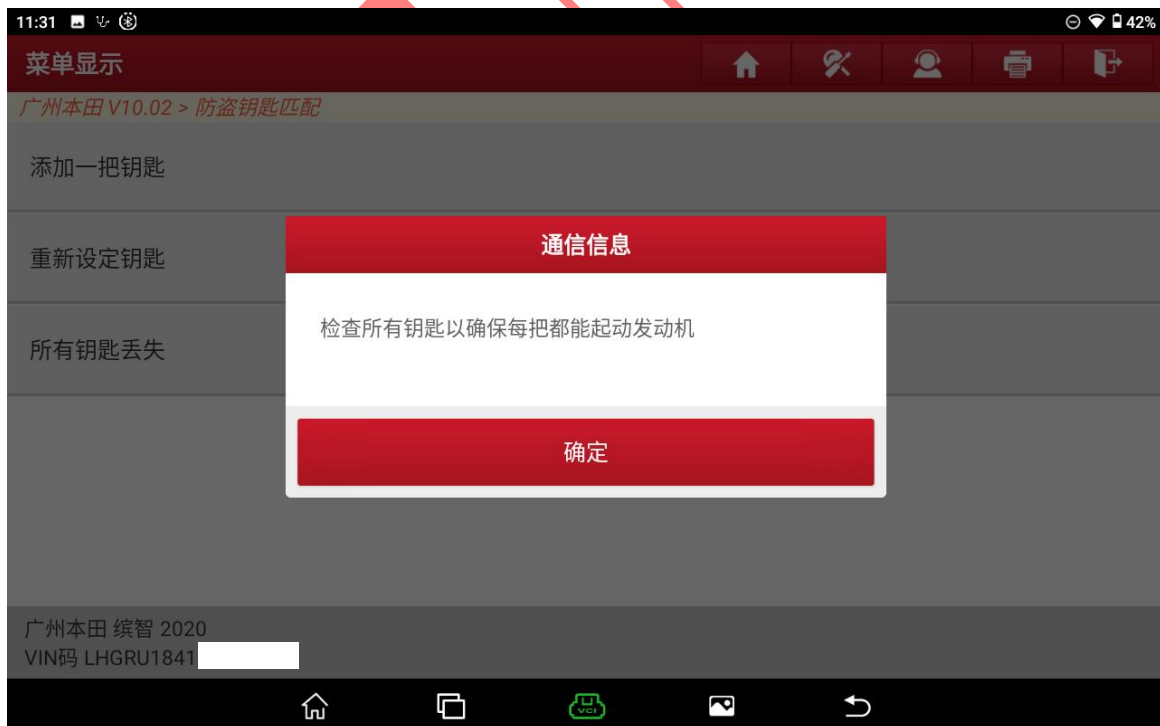 11:31
42%
菜单显示
广州本田 V10.02 > 防盗钥匙匹配
添加一把钥匙
重新设定钥匙
所有钥匙丢失
通信信息
检查所有钥匙以确保每把都能起动发动机
确定
广州本田 缤智 2020
VIN码 LHGRU1841
VCI